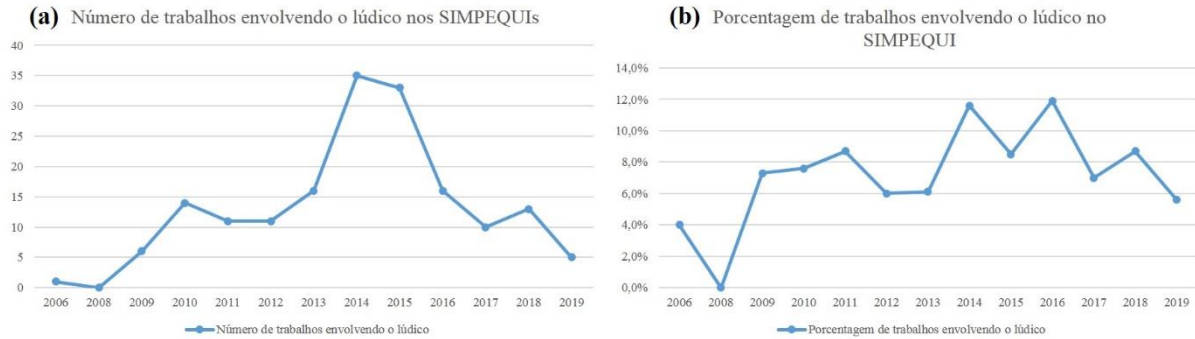 (a) Número de trabalhos envolvendo o lúdico nos SIMPEQUIs
40
35
30
25
20
15
10
5
0
2006 2008 2009 2010 2011 2012 2013 2014 2015 2016 2017 2018 2019
Número de trabalhos envolvendo o lúdico
(b) Porcentagem de trabalhos envolvendo o lúdico no
SIMPEQUI
14,0%
12,0%
10,0%
8,0%
6,0%
4,0%
2,0%
0,0%
2006 2008 2009 2010 2011 2012 2013 2014 2015 2016 2017 2018 2019
Porcentagem de trabalhos envolvendo o lúdico